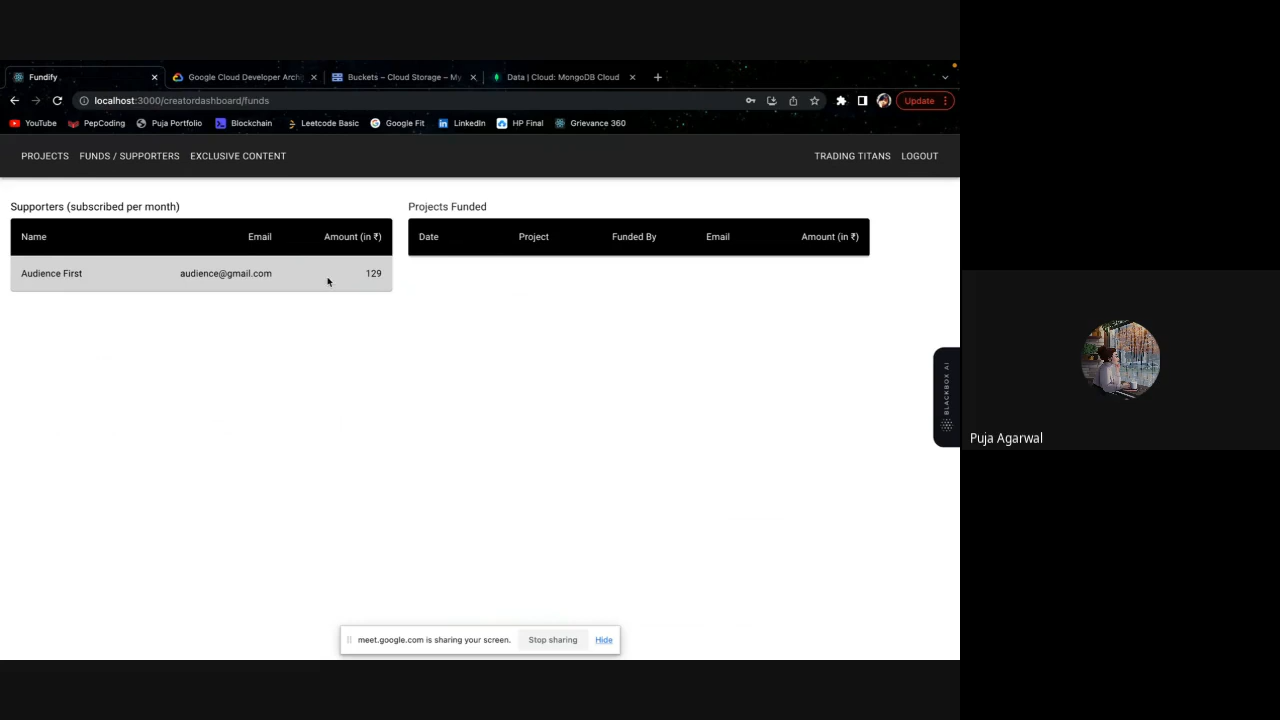 Fundify
Google Cloud Developer Archi
Buckets – Cloud Storage – My
Data | Cloud: MongoDB Cloud
localhost:3000/creatordashboard/funds
Update
YouTube
PepCoding
Puja Portfolio
Blockchain
Leetcode Basic
Google Fit
LinkedIn
HP Final
Grievance 360
PROJECTS
FUNDS / SUPPORTERS
EXCLUSIVE CONTENT
TRADING TITANS
LOGOUT
Supporters (subscribed per month)
Name Email Amount (in ₹)
Audience First audience@gmail.com 129
Projects Funded
Date Project Funded By Email Amount (in ₹)
BLACKBOX AI
Puja Agarwal
meet.google.com is sharing your screen.
Stop sharing
Hide